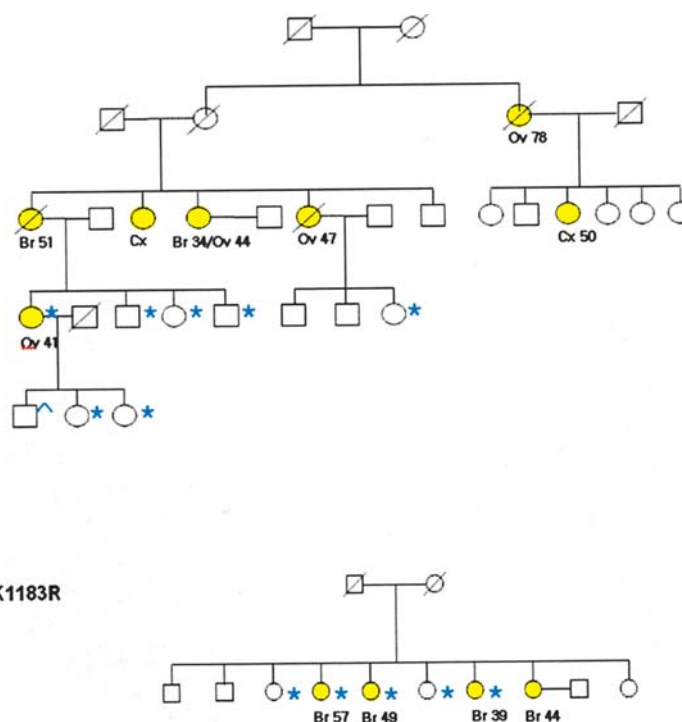 Ov 78
Br 51
Cx
Br 34/Ov 44
Ov 47
Cx 50
* * * *
Ov 41
^ * *
K1183R
* * * * *
Br 57 Br 49 Br 39 Br 44